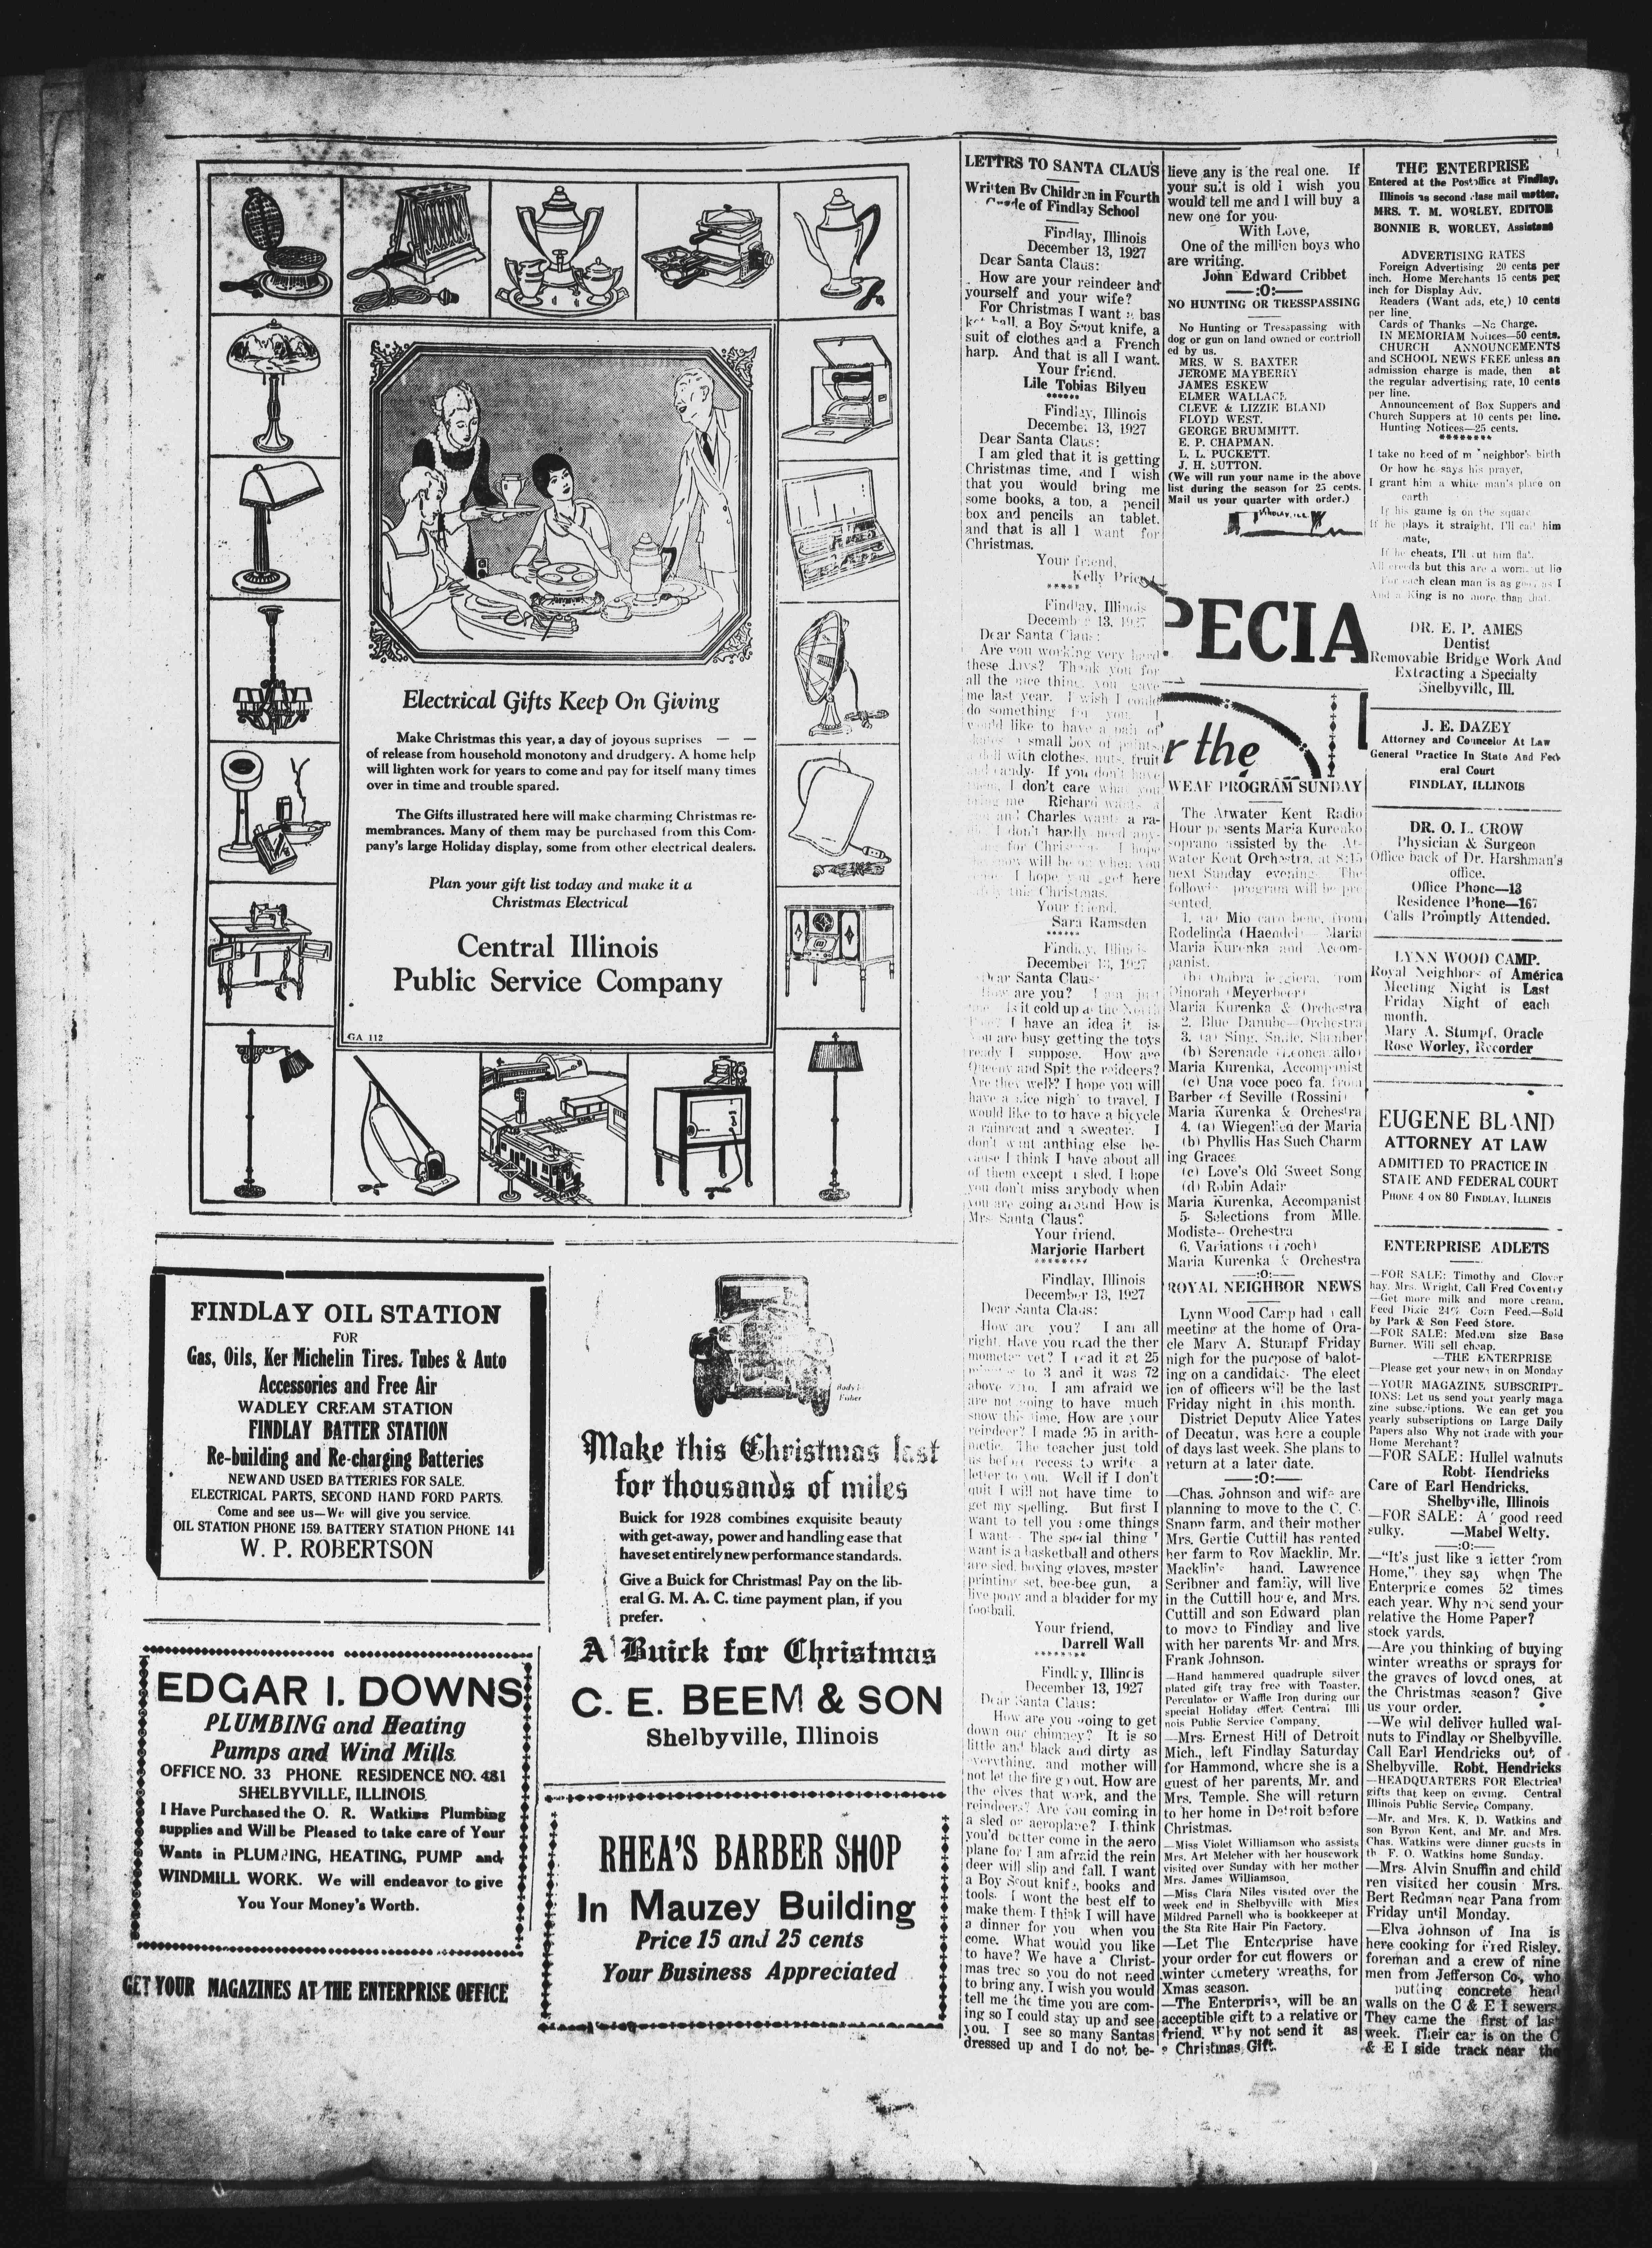 Electrical Gifts Keep On Giving
Make Christmas this year, a day of joyous suprises — —
of release from household monotony and drudgery. A home help
will lighten work for years to come and pay for itself many times
over in time and trouble spared.
The Gifts illustrated here will make charming Christmas re-
membrances. Many of them may be purchased from this Com-
pany's large Holiday display, some from other electrical dealers.
Plan your gift list today and make it a
Christmas Electrical
Central Illinois
Public Service Company
GA 112
FINDLAY OIL STATION
FOR
Gas, Oils, Ker Michelin Tires. Tubes & Auto
Accessories and Free Air
WADLEY CREAM STATION
FINDLAY BATTER STATION
Re-building and Re-charging Batteries
NEW AND USED BATTERIES FOR SALE.
ELECTRICAL PARTS, SECOND HAND FORD PARTS.
Come and see us—We will give you service.
OIL STATION PHONE 159. BATTERY STATION PHONE 141
W. P. ROBERTSON
EDGAR I. DOWNS
PLUMBING and Heating
Pumps and Wind Mills
OFFICE NO. 33 PHONE RESIDENCE NO. 481
SHELBYVILLE, ILLINOIS
I Have Purchased the O. R. Watkins Plumbing
supplies and Will be Pleased to take care of Your
Wants in HEATING, PUMP and
WINDMILL WORK. We will endeavor to give
You Your Money's Worth.
GET YOUR MAGAZINES AT THE ENTERPRISE OFFICE
Body by
Fisher
Make this Christmas last
for thousands of miles
Buick for 1928 combines exquisite beauty
with get-away, power and handling ease that
have set entirely new performance standards.
Give a Buick for Christmas! Pay on the lib-
eral G. M. A. C. time payment plan, if you
prefer.
A Buick for Christmas
C. E. BEEM & SON
Shelbyville, Illinois
RHEA'S BARBER SHOP
In Mauzey Building
Price 15 and 25 cents
Your Business Appreciated
LETTRS TO SANTA CLAUS
Written By Children in Fourth
Grade of Findlay School
Findlay, Illinois
December 13, 1927
Dear Santa Claus:
How are your reindeer and
yourself and your wife?
For Christmas I want a bas
ket ball, a Boy Scout knife, a
suit of clothes and a French
harp. And that is all I want.
Your friend.
Lile Tobias Bilyeu
******
Findlay, Illinois
December 13, 1927
Dear Santa Claus:
I am gled that it is getting
Christmas time, and I wish
that you would bring me
some books, a top, a pencil
box and pencils an tablet.
and that is all I want for
Christmas.
Your friend,
Kelly Price
*****
Findlay, Illinois
December 13, 1927
Dear Santa Claus:
Are you working very hard
these days? Thank you for
all the nice things you gave
me last year. I wish I could
do something for you. I
would like to have a pair of
small box of paints,
a doll with clothes, nuts, fruit
and candy. If you don't have
I don't care what you
bring me Richard wants a
and Charles wants a ra-
I don't hardly need any-
for Christmas. I hope
will be when you
I hope you get here
this Christmas.
Your friend,
Sara Ramsden
******
Findlay, Illinois
December 13, 1927
Dear Santa Claus
How are you? I am just
Is it cold up at the North
I have an idea it is
You are busy getting the toys
ready I suppose. How are
and Spit the reideers?
Are they well? I hope you will
have a nice nigh to travel. I
would like to to have a bicycle
a raincoat and a sweater. I
don't want anthing else be-
cause I think I have about all
of them except a sled. I hope
you don't miss anybody when
you are going around How is
Mrs Santa Claus?
Your friend,
Marjorie Harbert
********
Findlay, Illinois
December 13, 1927
Dear Santa Claus:
How are you? I am all
right. Have you read the ther
mometer yet? I read it at 25
to 3 and it was 72
above zero. I am afraid we
are not going to have much
snow this time. How are your
reindeer? I made 95 in arith-
metic. The teacher just told
us before recess to write a
letter to you. Well if I don't
quit I will not have time to
get my spelling. But first I
want to tell you some things
I want The special thing I
want is a basketball and others
are sled, boxing gloves, master
printing set, bee-bee gun, a
live pony and a bladder for my
football.
Your friend,
Darrell Wall
********
Findlay, Illinois
December 13, 1927
Dear Santa Claus:
How are you going to get
down our chimney? It is so
little and black and dirty as
everything, and mother will
not let the fire go out. How are
the elves that work, and the
reindeers? Are you coming in
a sled or aeroplane? I think
you'd better come in the aero
plane for I am afraid the rein
deer will slip and fall. I want
a Boy Scout knife, books and
tools. I wont the best elf to
make them. I think I will have
a dinner for you when you
come. What would you like
to have? We have a Christ-
mas tree so you do not need
to bring any. I wish you would
tell me the time you are com-
ing so I could stay up and see
you. I see so many Santas
dressed up and I do not be-
lieve any is the real one. If
your suit is old I wish you
would tell me and I will buy a
new one for you.
With Love,
One of the million boys who
are writing.
John Edward Cribbet
—:O:—
NO HUNTING OR TRESSPASSING
No Hunting or Tresspassing with
dog or gun on land owned or controll
ed by us.
MRS. W S. BAXTER
JEROME MAYBERRY
JAMES ESKEW
ELMER WALLACE
CLEVE & LIZZIE BLAND
FLOYD WEST.
GEORGE BRUMMITT.
E. P. CHAPMAN.
L. L. PUCKETT.
J. H. SUTTON.
(We will run your name in the above
list during the season for 25 cents.
Mail us your quarter with order.)
PECIA
r the
WEAF PROGRAM SUNDAY
The Atwater Kent Radio
Hour presents Maria Kurenko
soprano assisted by the At-
water Kent Orchestra, at 8:15
next Sunday evening The
following program will be pre
sented.
1. (a) Mio caro bene, from
Rodelinda (Haendel) Maria
Maria Kurenka and Accom-
panist.
(b) Ombra leggiera, from
Dinorah (Meyerbeer)
Maria Kurenka & Orchestra
2. Blue Danube—Orchestra
3. (a) Sing, Smile, Slumber
(b) Serenade
Maria Kurenka, Accompanist
(c) Una voce poco fa, from
Barber of Seville (Rossini)
Maria Kurenka & Orchestra
4. (a) Wiegenlied der Maria
(b) Phyllis Has Such Charm
ing Graces
(c) Love's Old Sweet Song
(d) Robin Adair
Maria Kurenka, Accompanist
5. Selections from Mlle.
Modiste—Orchestra
6. Variations (Proch)
Maria Kurenka & Orchestra
—:O:—
ROYAL NEIGHBOR NEWS
Lynn Wood Camp had a call
meeting at the home of Ora-
cle Mary A. Stumpf Friday
nigh for the purpose of balot-
ing on a candidate. The elect
ion of officers will be the last
Friday night in this month.
District Deputy Alice Yates
of Decatur, was here a couple
of days last week. She plans to
return at a later date.
—:O:—
—Chas. Johnson and wife are
planning to move to the C. C.
Snapp farm, and their mother
Mrs. Gertie Cuttill has rented
her farm to Roy Macklin. Mr.
Macklin's hand, Lawrence
Scribner and family, will live
in the Cuttill house, and Mrs.
Cuttill and son Edward plan
to move to Findlay and live
with her parents Mr. and Mrs.
Frank Johnson.
—Hand hammered quadruple silver
plated gift tray free with Toaster,
Perculator or Waffle Iron during our
special Holiday offer. Central Illi
nois Public Service Company.
—Mrs. Ernest Hill of Detroit
Mich., left Findlay Saturday
for Hammond, where she is a
guest of her parents, Mr. and
Mrs. Temple. She will return
to her home in Detroit before
Christmas.
—Miss Violet Williamson who assists
Mrs. Art Melcher with her housework
visited over Sunday with her mother
Mrs. James Williamson.
—Miss Clara Niles visited over the
week end in Shelbyville with Miss
Mildred Parnell who is bookkeeper at
the Sta Rite Hair Pin Factory.
—Let The Enterprise have
your order for cut flowers or
winter cemetery wreaths, for
Xmas season.
—The Enterprise, will be an
acceptible gift to a relative or
friend. Why not send it as
a Christmas Gift.
THE ENTERPRISE
Entered at the Postoffice at Findlay,
Illinois as second class mail matter.
MRS. T. M. WORLEY, EDITOR
BONNIE B. WORLEY, Assistant
ADVERTISING RATES
Foreign Advertising 20 cents per
inch. Home Merchants 15 cents per
inch for Display Adv.
Readers (Want ads, etc.) 10 cents
per line.
Cards of Thanks —No Charge.
IN MEMORIAM Notices—50 cents.
CHURCH ANNOUNCEMENTS
and SCHOOL NEWS FREE unless an
admission charge is made, then at
the regular advertising rate, 10 cents
per line.
Announcement of Box Suppers and
Church Suppers at 10 cents per line.
Hunting Notices—25 cents.
********
I take no heed of my neighbor's birth
Or how he says his prayer,
I grant him a white man's place on
earth
If his game is on the square
If he plays it straight, I'll call him
mate,
If he cheats, I'll cut him flat.
All creeds but this are a wornout lie
For each clean man is as good as I
And a King is no more than that.
DR. E. P. AMES
Dentist
Removable Bridge Work And
Extracting a Specialty
Shelbyville, Ill.
J. E. DAZEY
Attorney and Councelor At Law
General Practice In State And Fed-
eral Court
FINDLAY, ILLINOIS
DR. O. L. CROW
Physician & Surgeon
Office back of Dr. Harshman's
office.
Office Phone—13
Residence Phone—167
Calls Promptly Attended.
LYNN WOOD CAMP.
Royal Neighbors of America
Meeting Night is Last
Friday Night of each
month.
Mary A. Stumpf, Oracle
Rose Worley, Recorder
EUGENE BLAND
ATTORNEY AT LAW
ADMITTED TO PRACTICE IN
STATE AND FEDERAL COURT
PHONE 4 ON 80 FINDLAY, ILLINEIS
ENTERPRISE ADLETS
—FOR SALE: Timothy and Clover
hay. Mrs. Wright. Call Fred Coventry
—Get more milk and more cream.
Feed Dixie 24% Corn Feed.—Sold
by Park & Son Feed Store.
—FOR SALE: Medium size Base
Burner. Will sell cheap.
—THE ENTERPRISE
—Please get your news in on Monday
—YOUR MAGAZINE SUBSCRIPT-
IONS: Let us send your yearly maga
zine subscriptions. We can get you
yearly subscriptions on Large Daily
Papers also Why not trade with your
Home Merchant?
—FOR SALE: Hullel walnuts
Robt. Hendricks
Care of Earl Hendricks.
Shelbyville, Illinois
—FOR SALE: A good reed
sulky. —Mabel Welty.
—:O:—
—"It's just like a letter from
Home," they say when The
Enterprise comes 52 times
each year. Why not send your
relative the Home Paper?
stock yards.
—Are you thinking of buying
winter wreaths or sprays for
the graves of loved ones, at
the Christmas season? Give
us your order.
—We will deliver hulled wal-
nuts to Findlay or Shelbyville.
Call Earl Hendricks out of
Shelbyville. Robt. Hendricks
—HEADQUARTERS FOR Electrical
gifts that keep on giving. Central
Illinois Public Service Company.
—Mr. and Mrs. K. D. Watkins and
son Byron Kent, and Mr. and Mrs.
Chas. Watkins were dinner guests in
th F. O. Watkins home Sunday.
—Mrs. Alvin Snuffin and child
ren visited her cousin Mrs.
Bert Redman near Pana from
Friday until Monday.
—Elva Johnson of Ina is
here cooking for Fred Risley.
foreman and a crew of nine
men from Jefferson Co., who
putting concrete head
walls on the C & E I sewers.
They came the first of last
week. Their car is on the C
& E I side track near the